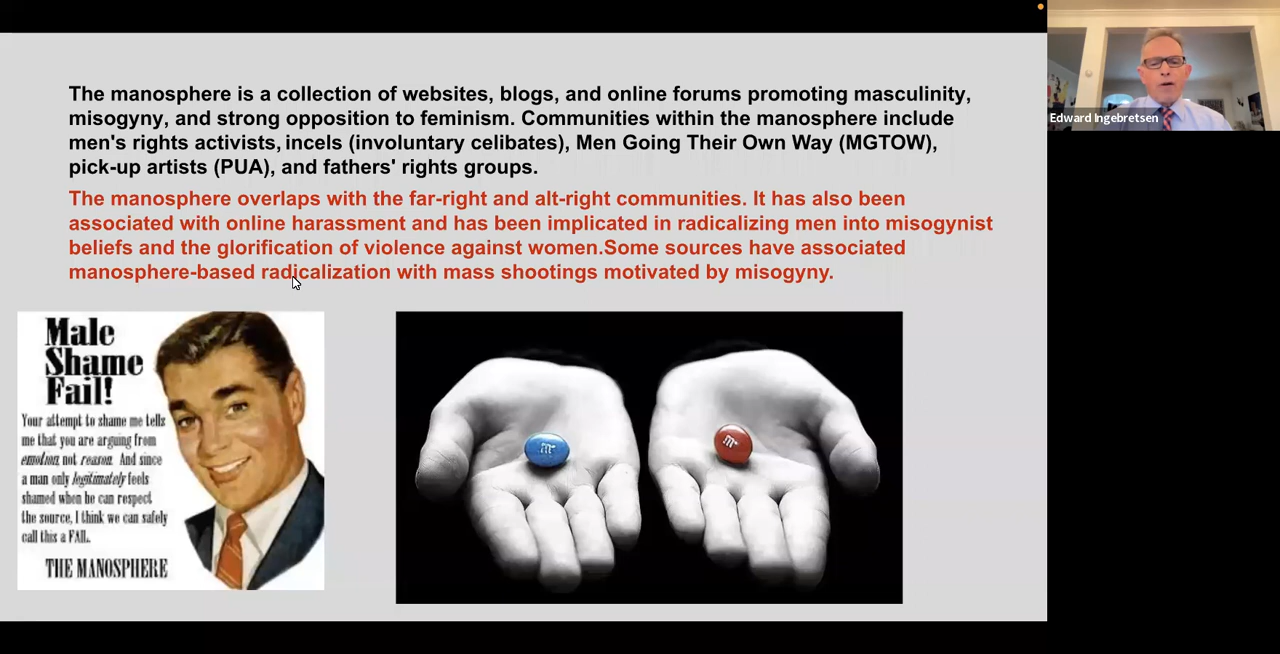 The manosphere is a collection of websites, blogs, and online forums promoting masculinity,
misogyny, and strong opposition to feminism. Communities within the manosphere include
men's rights activists, incels (involuntary celibates), Men Going Their Own Way (MGTOW),
pick-up artists (PUA), and fathers' rights groups.
The manosphere overlaps with the far-right and alt-right communities. It has also been
associated with online harassment and has been implicated in radicalizing men into misogynist
beliefs and the glorification of violence against women.Some sources have associated
manosphere-based radicalization with mass shootings motivated by misogyny.
Male
Shame
Fail!
Your attempt to shame me tells
me that you are arguing from
emotion, not reason. And since
a man only legitimately feels
shamed when he can respect
the source, I think we can safely
call this a FAIL.
THE MANOSPHERE
m
m
Edward Ingebretsen